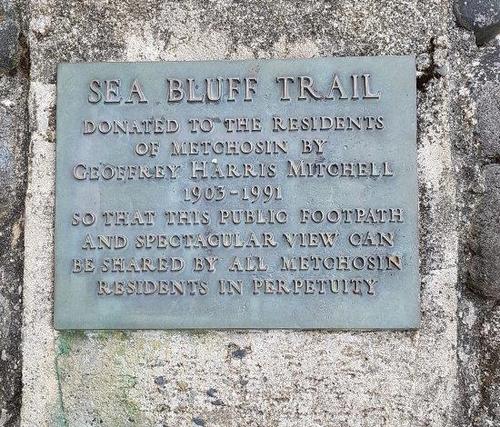 SEA BLUFF TRAIL
DONATED TO THE RESIDENTS
OF METCHOSIN BY
GEOFFREY HARRIS MITCHELL
1903-1991
SO THAT THIS PUBLIC FOOTPATH
AND SPECTACULAR VIEW CAN
BE SHARED BY ALL METCHOSIN
RESIDENTS IN PERPETUITY